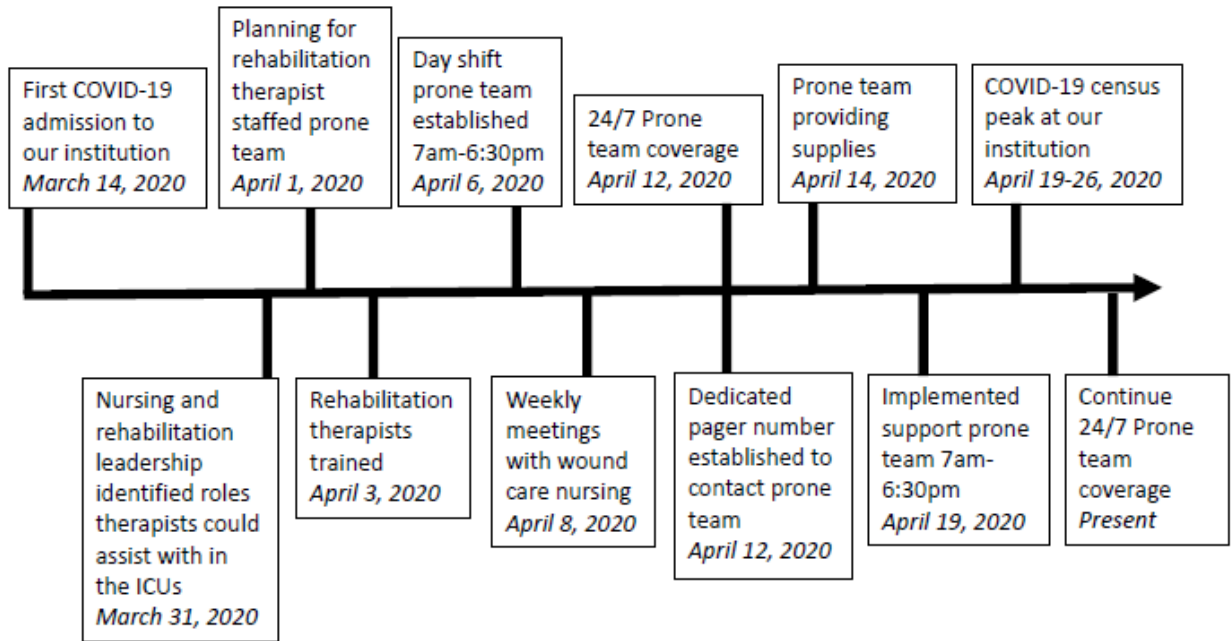 First COVID-19
admission to
our institution
March 14, 2020
Planning for
rehabilitation
therapist
staffed prone
team
April 1, 2020
Day shift
prone team
established
7am-6:30pm
April 6, 2020
24/7 Prone
team coverage
April 12, 2020
Prone team
providing
supplies
April 14, 2020
COVID-19 census
peak at our
institution
April 19-26, 2020
Nursing and
rehabilitation
leadership
identified roles
therapists could
assist with in
the ICUs
March 31, 2020
Rehabilitation
therapists
trained
April 3, 2020
Weekly
meetings
with wound
care nursing
April 8, 2020
Dedicated
pager number
established to
contact prone
team
April 12, 2020
Implemented
support prone
team 7am-
6:30pm
April 19, 2020
Continue
24/7 Prone
team
coverage
Present